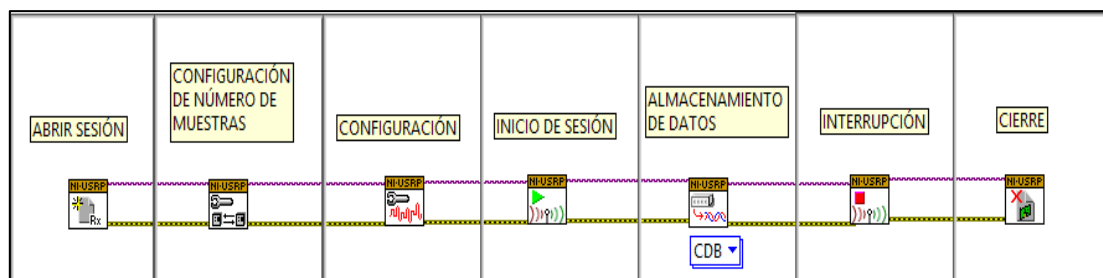 ABRIR SESIÓN
CONFIGURACIÓN
DE NÚMERO DE
MUESTRAS
CONFIGURACIÓN
INICIO DE SESIÓN
ALMACENAMIENTO
DE DATOS
INTERRUPCIÓN
CIERRE
NI-USRP
Rx
NI-USRP
NI-USRP
NI-USRP
NI-USRP
CDB
NI-USRP
NI-USRP